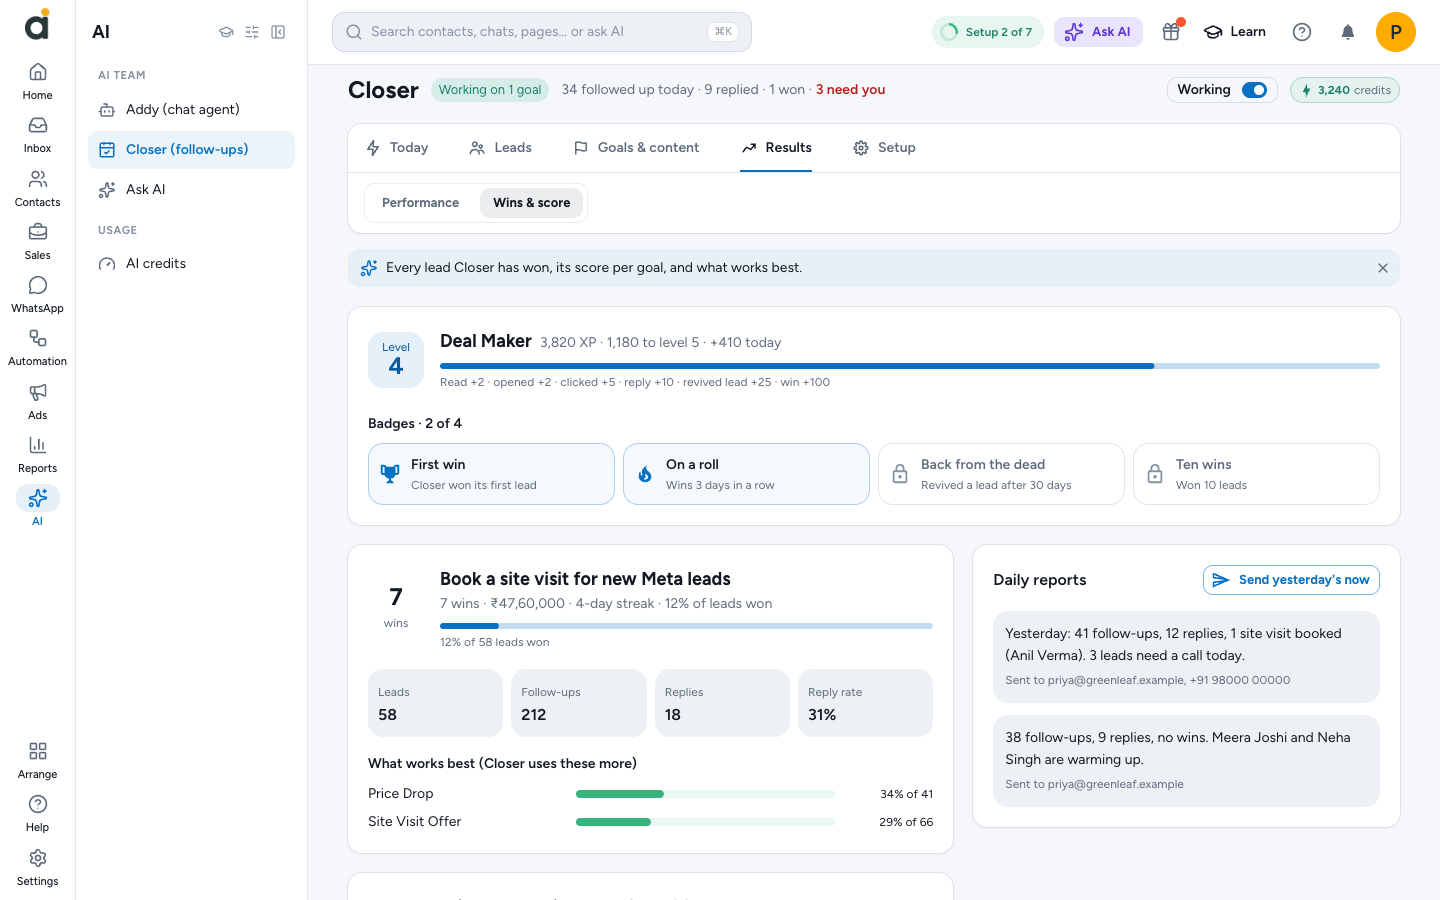 AI
Search contacts, chats, pages... or ask AI
⌘K
Setup 2 of 7
Ask AI
Learn
P
Home
Inbox
Contacts
Sales
WhatsApp
Automation
Ads
Reports
AI
Arrange
Help
Settings
AI TEAM
Addy (chat agent)
Closer (follow-ups)
Ask AI
USAGE
AI credits
Closer
Working on 1 goal
34 followed up today · 9 replied · 1 won · 3 need you
Working
3,240 credits
Today
Leads
Goals & content
Results
Setup
Performance
Wins & score
Every lead Closer has won, its score per goal, and what works best.
Level
4
Deal Maker
3,820 XP · 1,180 to level 5 · +410 today
Read +2 · opened +2 · clicked +5 · reply +10 · revived lead +25 · win +100
Badges · 2 of 4
First win
Closer won its first lead
On a roll
Wins 3 days in a row
Back from the dead
Revived a lead after 30 days
Ten wins
Won 10 leads
7
wins
Book a site visit for new Meta leads
7 wins · ₹47,60,000 · 4-day streak · 12% of leads won
12% of 58 leads won
Leads
58
Follow-ups
212
Replies
18
Reply rate
31%
What works best (Closer uses these more)
Price Drop
34% of 41
Site Visit Offer
29% of 66
Daily reports
Send yesterday's now
Yesterday: 41 follow-ups, 12 replies, 1 site visit booked
(Anil Verma). 3 leads need a call today.
Sent to priya@greenleaf.example, +91 98000 00000
38 follow-ups, 9 replies, no wins. Meera Joshi and Neha
Singh are warming up.
Sent to priya@greenleaf.example